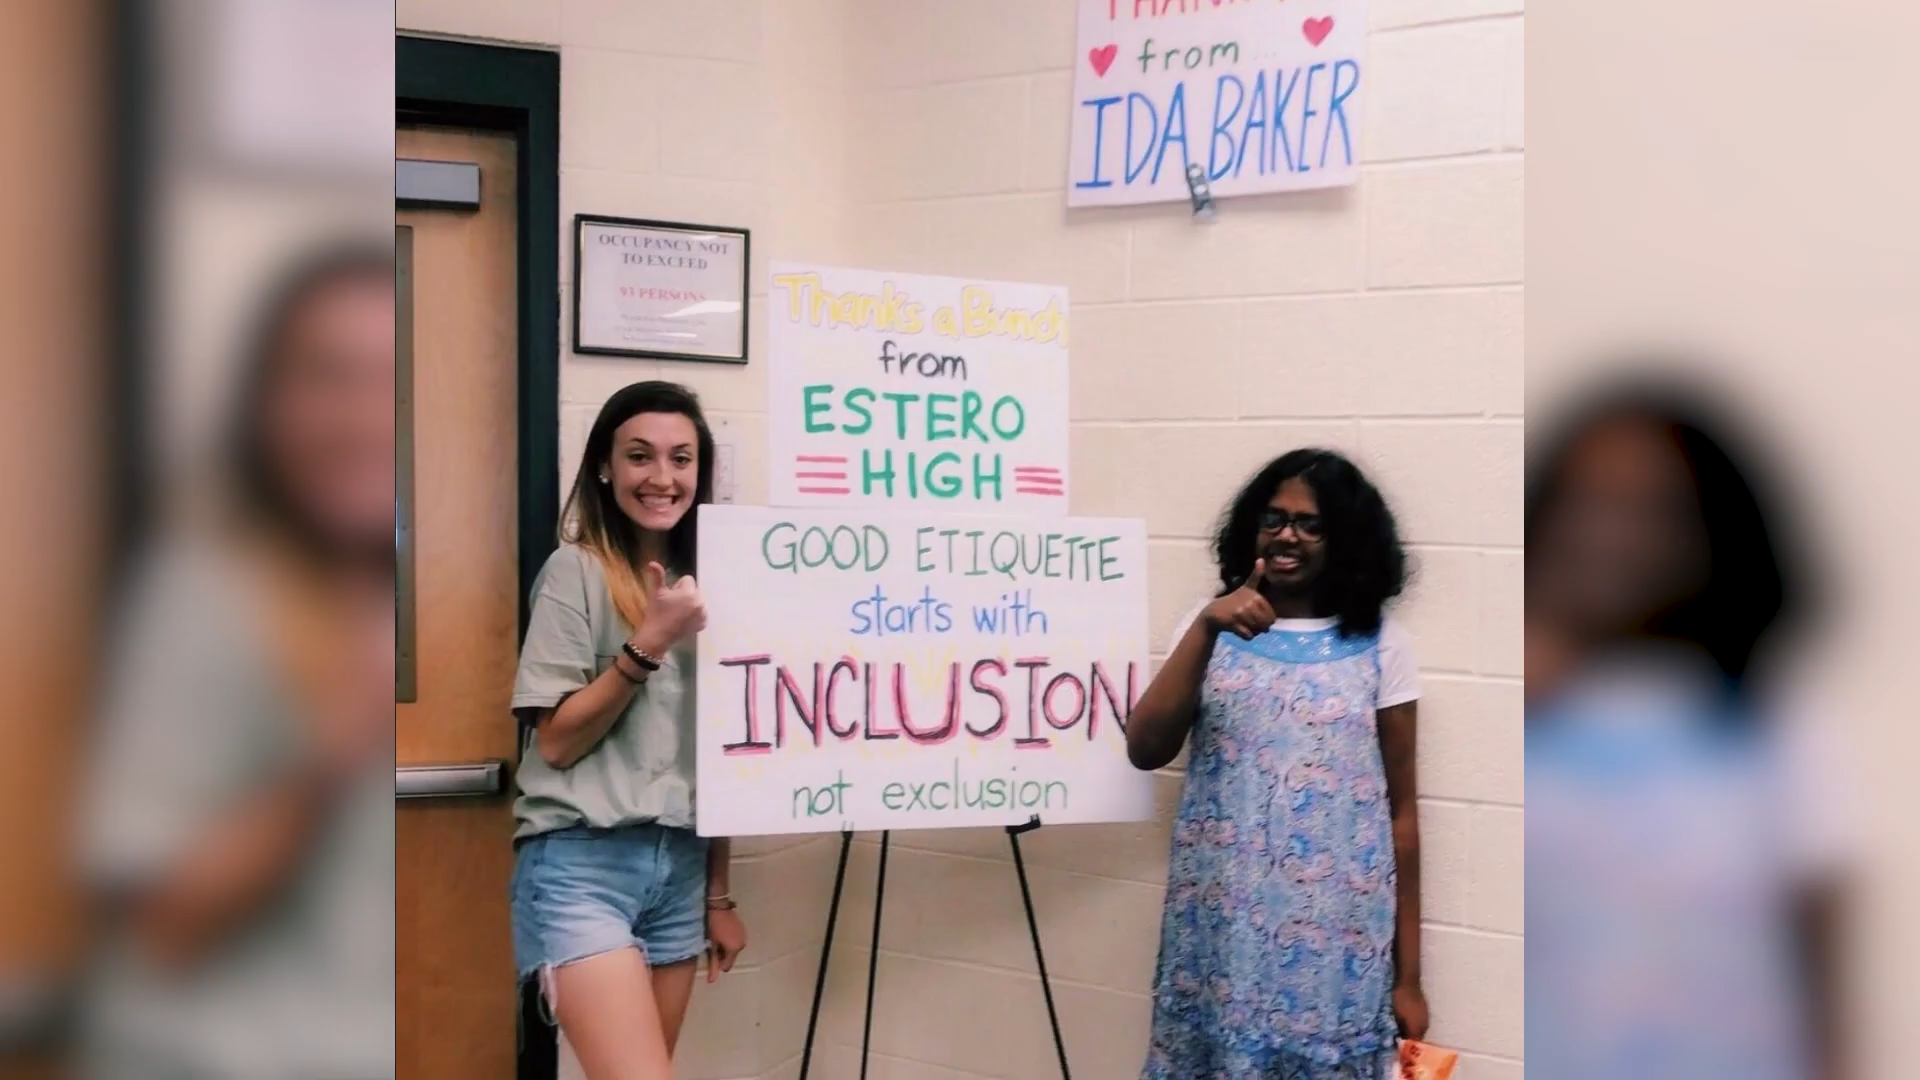 from
IDA BAKER
OCCUPANCY NOT
TO EXCEED
93 PERSONS
Thanks a Bunch
from
ESTERO
HIGH
GOOD ETIQUETTE
starts with
INCLUSION
not exclusion